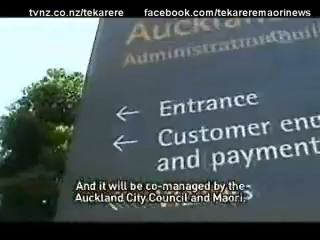 tvnz.co.nz/tekarere facebook.com/tekareremaorinews
Auckland
Administration
← Entrance
← Customer
and payment
And it will be co-managed by the
Auckland City Council and Maori.